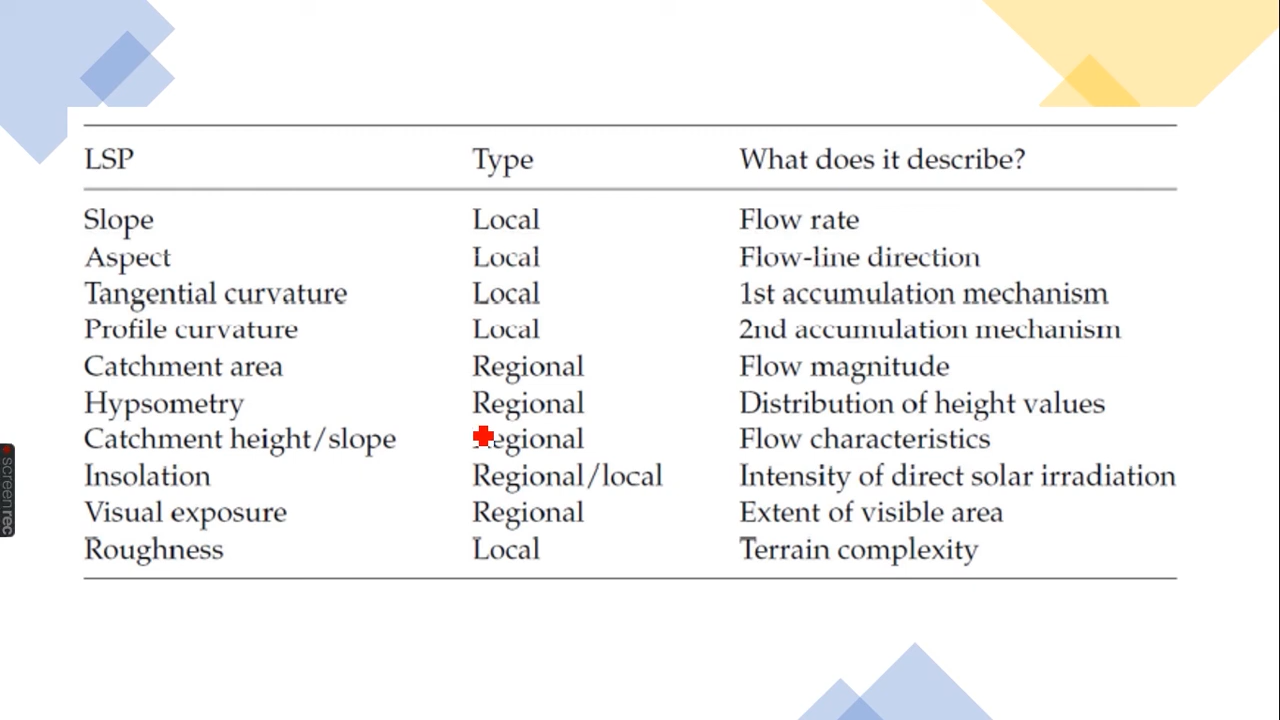 LSP Type What does it describe?
Slope Local Flow rate
Aspect Local Flow-line direction
Tangential curvature Local 1st accumulation mechanism
Profile curvature Local 2nd accumulation mechanism
Catchment area Regional Flow magnitude
Hypsometry Regional Distribution of height values
Catchment height/slope Regional Flow characteristics
Insolation Regional/local Intensity of direct solar irradiation
Visual exposure Regional Extent of visible area
Roughness Local Terrain complexity
screenrec